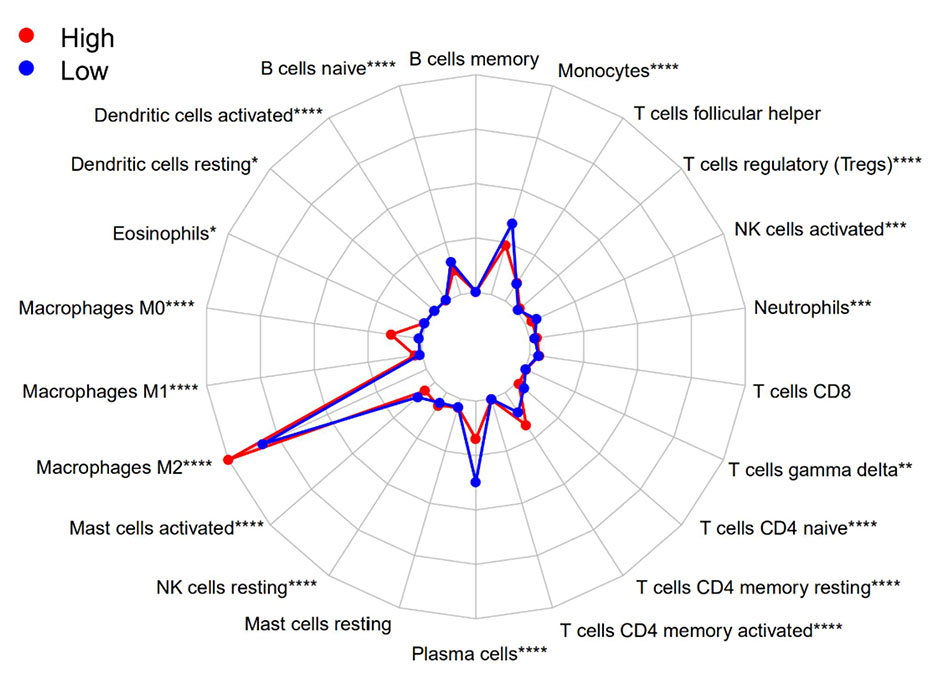 High
Low
B cells memory
B cells naive****
Monocytes****
Dendritic cells activated****
T cells follicular helper
Dendritic cells resting*
T cells regulatory (Tregs)****
Eosinophils*
NK cells activated***
Macrophages M0****
Neutrophils***
Macrophages M1****
T cells CD8
Macrophages M2****
T cells gamma delta**
Mast cells activated****
T cells CD4 naive****
NK cells resting****
T cells CD4 memory resting****
Mast cells resting
T cells CD4 memory activated****
Plasma cells****